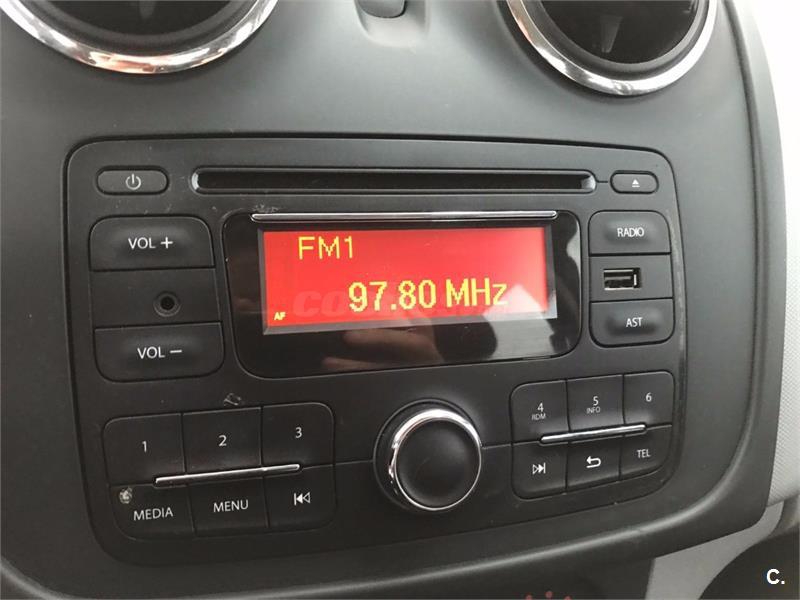 VOL +
VOL −
FM1
97.80 MHz
AF
RADIO
AST
1
2
3
MEDIA
MENU
4
RDM
5
INFO
6
TEL
C.